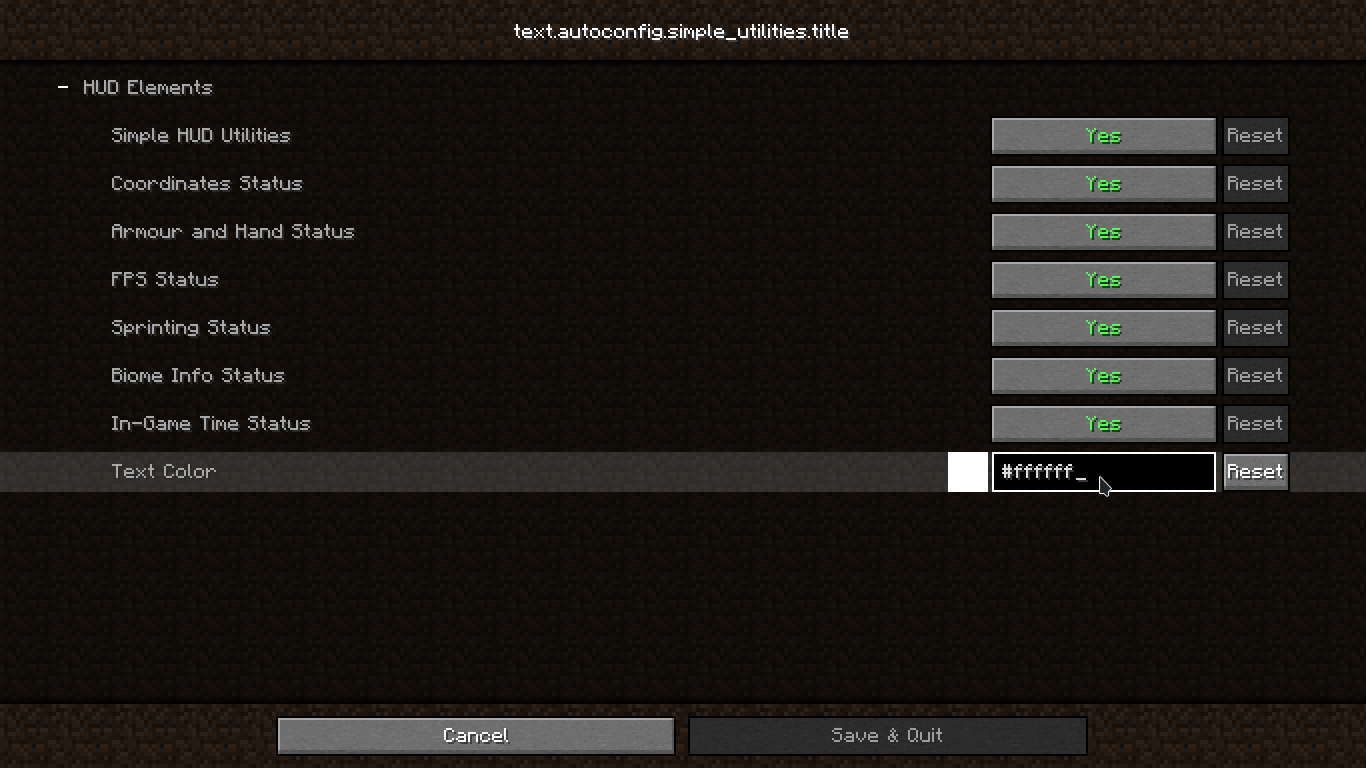 text.autoconfig.simple_utilities.title
- HUD Elements
Simple HUD Utilities Yes Reset
Coordinates Status Yes Reset
Armour and Hand Status Yes Reset
FPS Status Yes Reset
Sprinting Status Yes Reset
Biome Info Status Yes Reset
In-Game Time Status Yes Reset
Text Color #ffffff_ Reset
Cancel Save & Quit